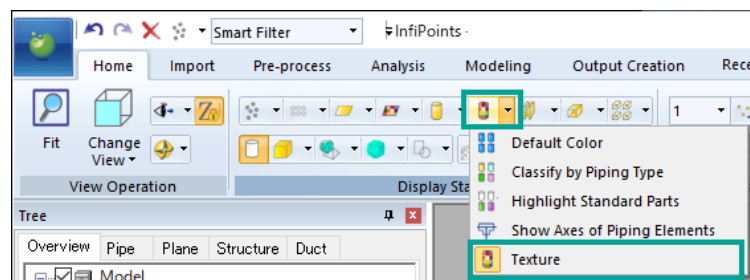 Smart Filter
InfiPoints -
Home Import Pre-process Analysis Modeling Output Creation Rece
1
Fit
Change
View
View Operation
Display Sta
Default Color
Classify by Piping Type
Highlight Standard Parts
Show Axes of Piping Elements
Texture
Tree
Overview Pipe Plane Structure Duct
Model